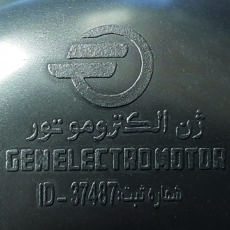 ژن الکتروموتور
GENELECTROMOTOR
ID-37487:شماره ثبت